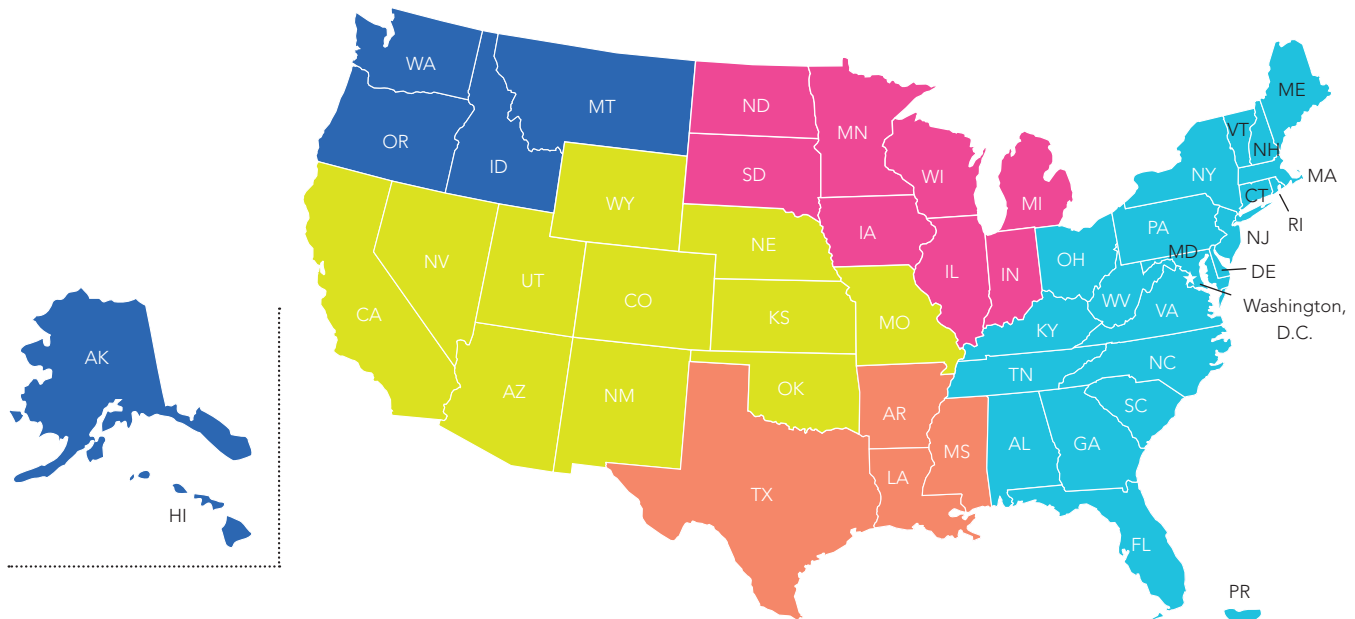 WA
MT
ND
MN
ME
VT
NH
OR
ID
SD
WI
MI
NY
MA
CT
RI
WY
IA
PA
NJ
NE
MD
NV
UT
CO
IL
IN
OH
DE
CA
KS
MO
WV
VA
Washington,
D.C.
KY
AK
NC
TN
AZ
NM
OK
AR
SC
MS
AL
GA
LA
TX
HI
FL
PR